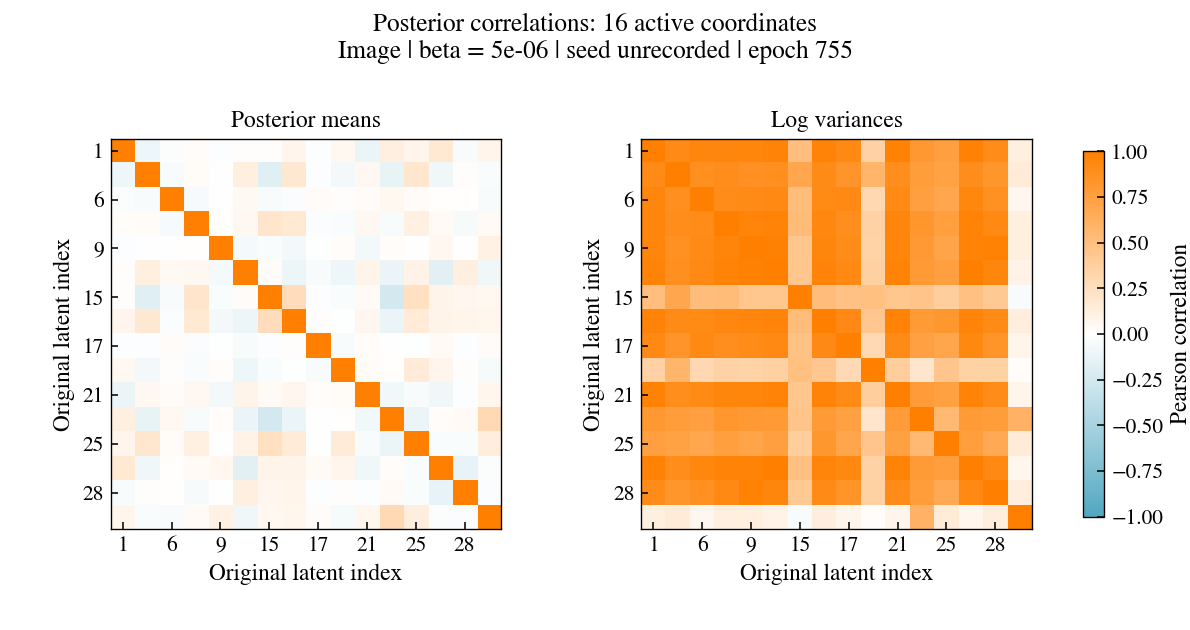 Posterior correlations: 16 active coordinates
Image | beta = 5e-06 | seed unrecorded | epoch 755
Posterior means
Original latent index
1
6
9
15
17
21
25
28
1 6 9 15 17 21 25 28
Original latent index
Log variances
Original latent index
1
6
9
15
17
21
25
28
1 6 9 15 17 21 25 28
Original latent index
1.00
0.75
0.50
0.25
0.00
−0.25
−0.50
−0.75
−1.00
Pearson correlation